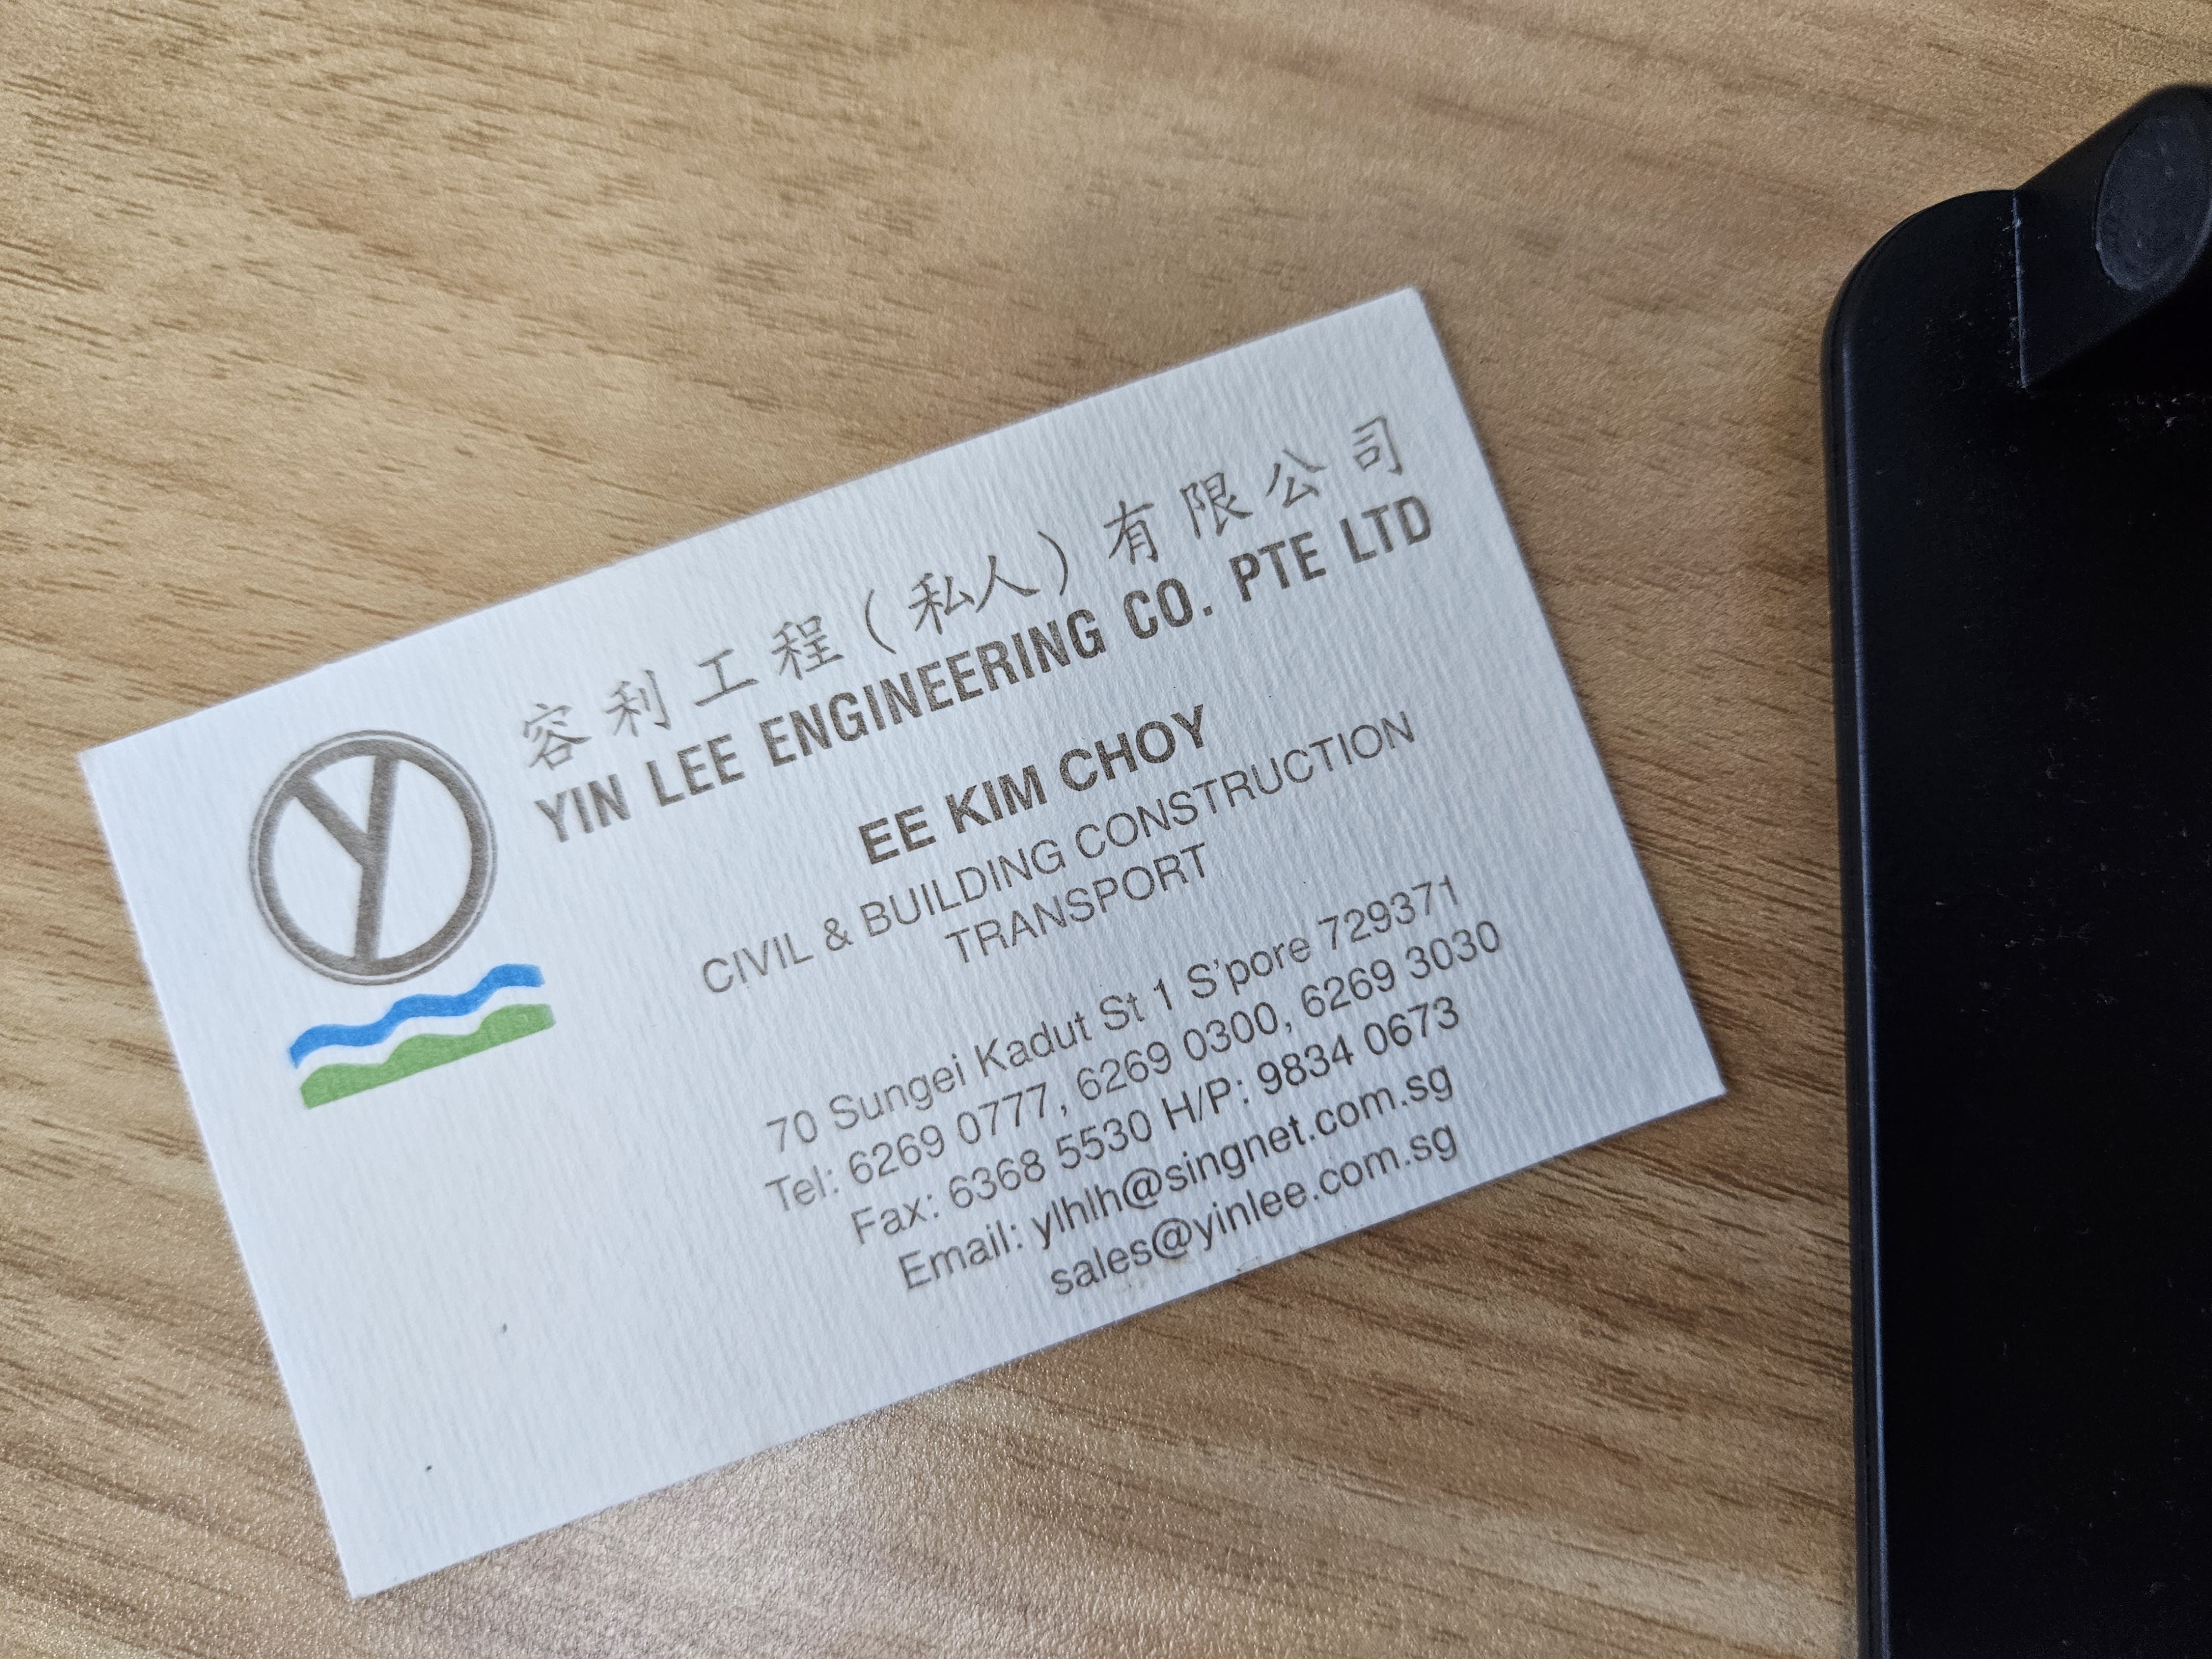 容利工程（私人）有限公司
YIN LEE ENGINEERING CO. PTE LTD
EE KIM CHOY
CIVIL & BUILDING CONSTRUCTION
TRANSPORT
70 Sungei Kadut St 1 S'pore 729371
Tel: 6269 0777, 6269 0300, 6269 3030
Fax: 6368 5530 H/P: 9834 0673
Email: ylhlh@singnet.com.sg
sales@yinlee.com.sg
y